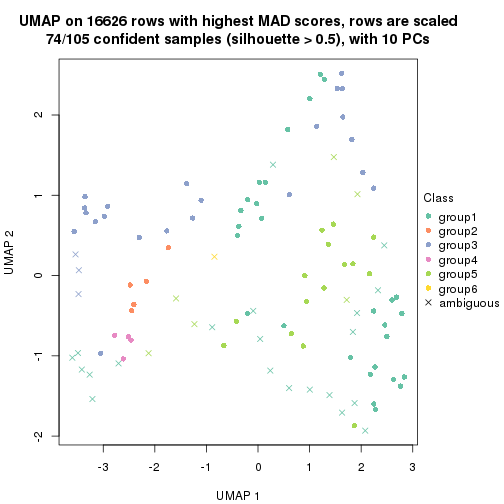 UMAP on 16626 rows with highest MAD scores, rows are scaled
74/105 confident samples (silhouette > 0.5), with 10 PCs
2
1
0
-1
-2
UMAP 2
-3
-2
-1
0
1
2
3
UMAP 1
Class
group1
group2
group3
group4
group5
group6
ambiguous